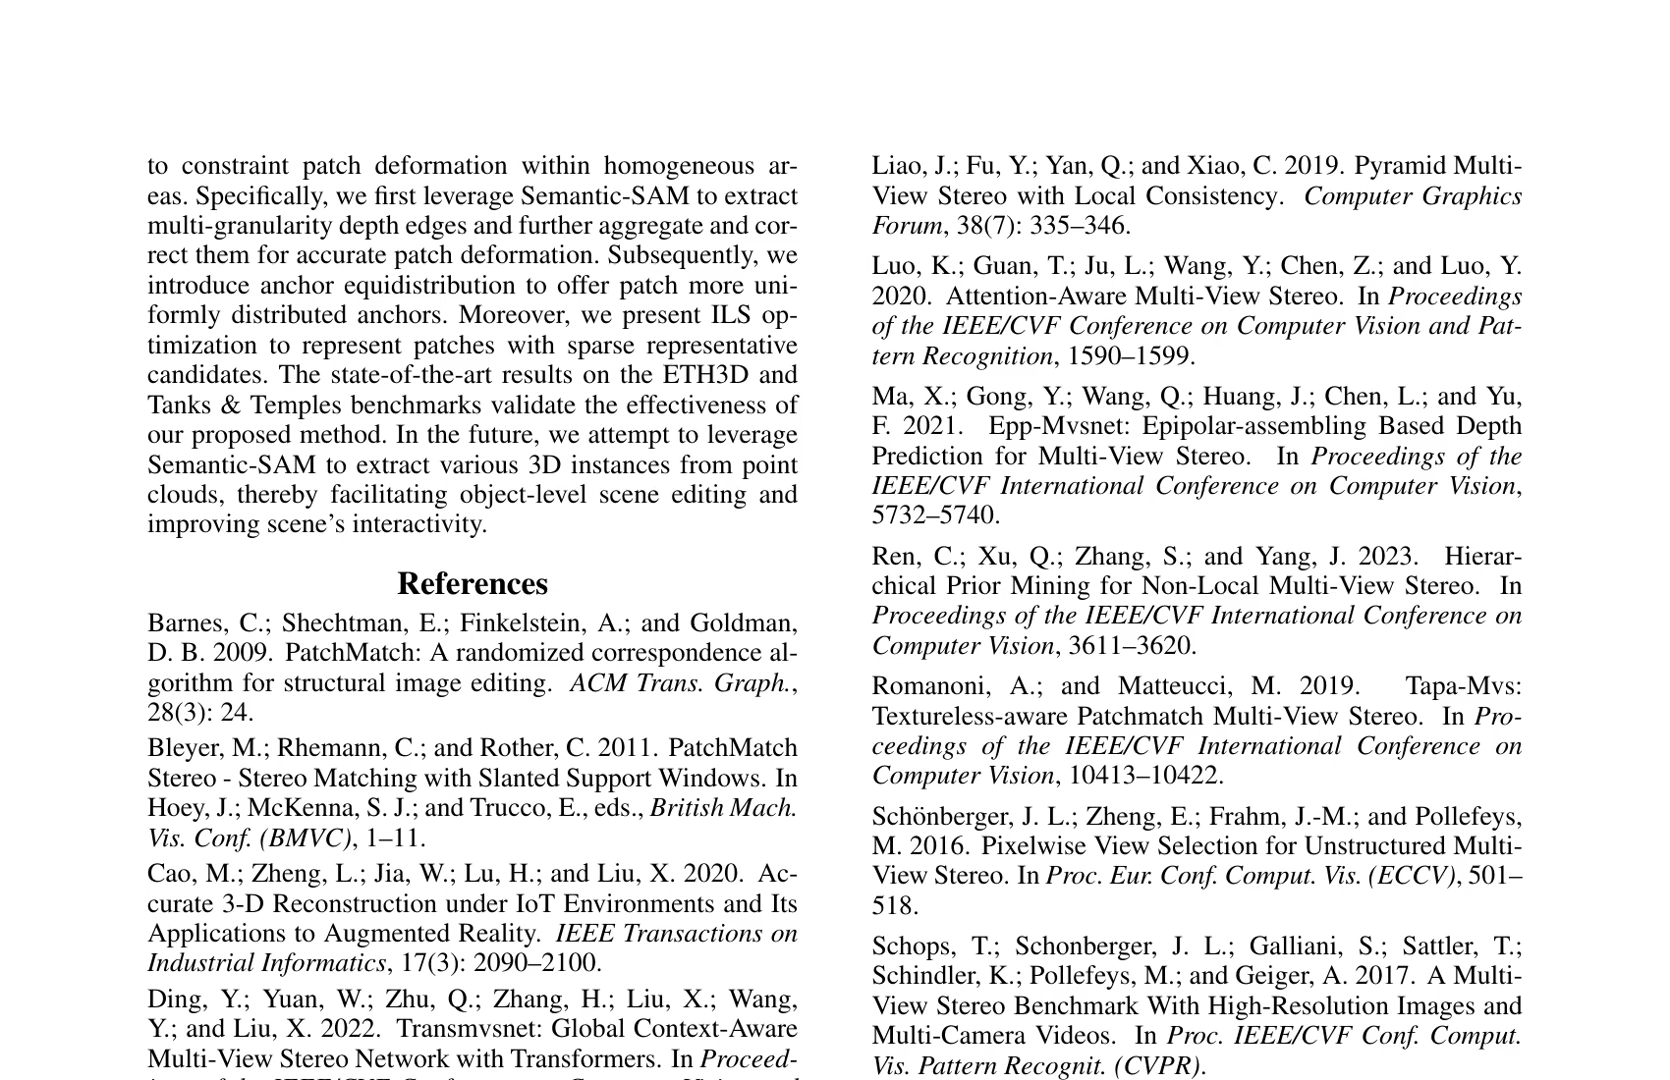 to constraint patch deformation within homogeneous ar-
eas. Specifically, we first leverage Semantic-SAM to extract
multi-granularity depth edges and further aggregate and cor-
rect them for accurate patch deformation. Subsequently, we
introduce anchor equidistribution to offer patch more uni-
formly distributed anchors. Moreover, we present ILS op-
timization to represent patches with sparse representative
candidates. The state-of-the-art results on the ETH3D and
Tanks & Temples benchmarks validate the effectiveness of
our proposed method. In the future, we attempt to leverage
Semantic-SAM to extract various 3D instances from point
clouds, thereby facilitating object-level scene editing and
improving scene's interactivity.
References
Barnes, C.; Shechtman, E.; Finkelstein, A.; and Goldman,
D. B. 2009. PatchMatch: A randomized correspondence al-
gorithm for structural image editing. ACM Trans. Graph.,
28(3): 24.
Bleyer, M.; Rhemann, C.; and Rother, C. 2011. PatchMatch
Stereo - Stereo Matching with Slanted Support Windows. In
Hoey, J.; McKenna, S. J.; and Trucco, E., eds., British Mach.
Vis. Conf. (BMVC), 1–11.
Cao, M.; Zheng, L.; Jia, W.; Lu, H.; and Liu, X. 2020. Ac-
curate 3-D Reconstruction under IoT Environments and Its
Applications to Augmented Reality. IEEE Transactions on
Industrial Informatics, 17(3): 2090–2100.
Ding, Y.; Yuan, W.; Zhu, Q.; Zhang, H.; Liu, X.; Wang,
Y.; and Liu, X. 2022. Transmvsnet: Global Context-Aware
Multi-View Stereo Network with Transformers. In Proceed-
Liao, J.; Fu, Y.; Yan, Q.; and Xiao, C. 2019. Pyramid Multi-
View Stereo with Local Consistency. Computer Graphics
Forum, 38(7): 335–346.
Luo, K.; Guan, T.; Ju, L.; Wang, Y.; Chen, Z.; and Luo, Y.
2020. Attention-Aware Multi-View Stereo. In Proceedings
of the IEEE/CVF Conference on Computer Vision and Pat-
tern Recognition, 1590–1599.
Ma, X.; Gong, Y.; Wang, Q.; Huang, J.; Chen, L.; and Yu,
F. 2021. Epp-Mvsnet: Epipolar-assembling Based Depth
Prediction for Multi-View Stereo. In Proceedings of the
IEEE/CVF International Conference on Computer Vision,
5732–5740.
Ren, C.; Xu, Q.; Zhang, S.; and Yang, J. 2023. Hierar-
chical Prior Mining for Non-Local Multi-View Stereo. In
Proceedings of the IEEE/CVF International Conference on
Computer Vision, 3611–3620.
Romanoni, A.; and Matteucci, M. 2019. Tapa-Mvs:
Textureless-aware Patchmatch Multi-View Stereo. In Pro-
ceedings of the IEEE/CVF International Conference on
Computer Vision, 10413–10422.
Schönberger, J. L.; Zheng, E.; Frahm, J.-M.; and Pollefeys,
M. 2016. Pixelwise View Selection for Unstructured Multi-
View Stereo. In Proc. Eur. Conf. Comput. Vis. (ECCV), 501–
518.
Schops, T.; Schonberger, J. L.; Galliani, S.; Sattler, T.;
Schindler, K.; Pollefeys, M.; and Geiger, A. 2017. A Multi-
View Stereo Benchmark With High-Resolution Images and
Multi-Camera Videos. In Proc. IEEE/CVF Conf. Comput.
Vis. Pattern Recognit. (CVPR).